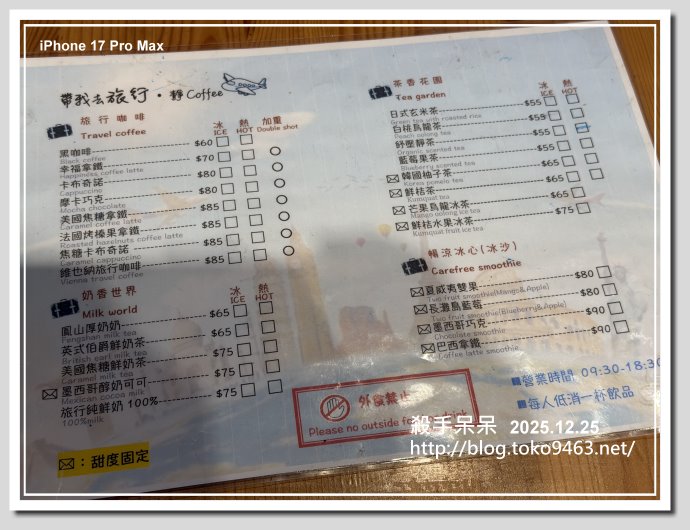 iPhone 17 Pro Max
帶我去旅行・靜Coffee
旅行咖啡 冰 熱 加重
Travel coffee ICE HOT Double shot
黑咖啡 $60
Black coffee
幸福拿鐵 $70
Happiness coffee latte
卡布奇諾 $80
Cappuccino
摩卡巧克 $80
Mocha chocolate
美國焦糖拿鐵 $85
Caramel coffee latte
法國烤榛果拿鐵 $85
Roasted hazelnuts coffee latte
焦糖卡布奇諾 $85
Caramel cappuccino
維也納旅行咖啡 $85
Vienna travel coffee
奶香世界 冰 熱
Milk world ICE HOT
鳳山厚奶奶 $65
Fengshan milk tea
英式伯爵鮮奶茶 $65
British earl milk tea
美國焦糖鮮奶茶 $75
Caramel milk tea
墨西哥醇奶可可 $75
Mexican cocoa milk
旅行純鮮奶 100% $75
100%milk
：甜度固定
茶香花園 冰 熱
Tea garden ICE HOT
日式玄米茶 $55
Green tea with roasted rice
白桃烏龍茶 $55
Peach oolong tea
紓壓靜茶 $55
Organic scented tea
藍莓果茶 $65
Blueberry scented tea
韓國柚子茶 $65
Korea pomelo tea
鮮桔茶 $65
Kumquat tea
芒果烏龍冰茶 $65
Mango oolong ice tea
鮮桔水果冰茶 $75
Kumquat fruit ice tea
暢涼冰心(冰沙)
Carefree smoothie
夏威夷雙果 $80
Two fruit smoothie(Mango& Apple)
長灘島藍莓 $80
Two fruit smoothie(Blueberry& Apple)
墨西哥巧克 $90
Chocolate smoothie
巴西拿鐵 $90
Coffee latte smoothie
外食禁止
Please no outside food or drink
■營業時間 09:30-18:30
■每人低消一杯飲品
殺手呆呆 2025.12.25
http://blog.toko9463.net/